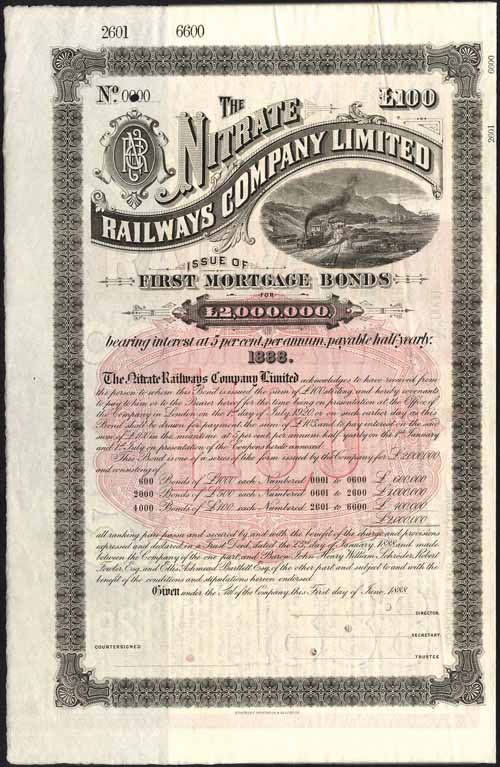 2601 6600
6600
2601
No. 0000
£100
THE
NITRATE
RAILWAYS COMPANY LIMITED
ISSUE OF
FIRST MORTGAGE BONDS
FOR
£2,000,000
bearing interest at 5 per cent, per annum, payable half yearly.
1888.
The Nitrate Railways Company Limited acknowledges to have received from
the person to whom this Bond is issued the sum of £100 sterling, and hereby covenants
to pay to him or to the Bearer hereof for the time being on presentation at the Office of
the Company in London on the 1st day of July 1920 or on such earlier day as this
Bond shall be drawn for payment the sum of £105 and to pay interest on the said
sum of £100 in the meantime at 5 per cent per annum half yearly on the 1st January
and 1st July on presentation of the Coupons hereto annexed.
This Bond is one of a series of like form issued by the Company for £2,000,000
and consisting of
600 Bonds of £1000 each Numbered 0001 to 0600 £ 600,000
2000 Bonds of £500 each Numbered 0601 to 2600 £ 1,000,000
4000 Bonds of £100 each Numbered 2601 to 6600 £ 400,000
£2,000,000
all ranking pari passu and secured by, and with the benefit of the charge and provisions
expressed and declared in a Trust Deed, dated the 23rd day of January 1888 and made
between the Company of the one part, and Baron John Henry William Schröder, Robert
Fowler, Esq. and Ellis Ashmead Bartlett Esq. of the other part and subject to and with the
benefit of the conditions and stipulations hereon endorsed.
Given under the Seal of the Company, this First day of June, 1888
DIRECTOR
SECRETARY
COUNTERSIGNED
TRUSTEE